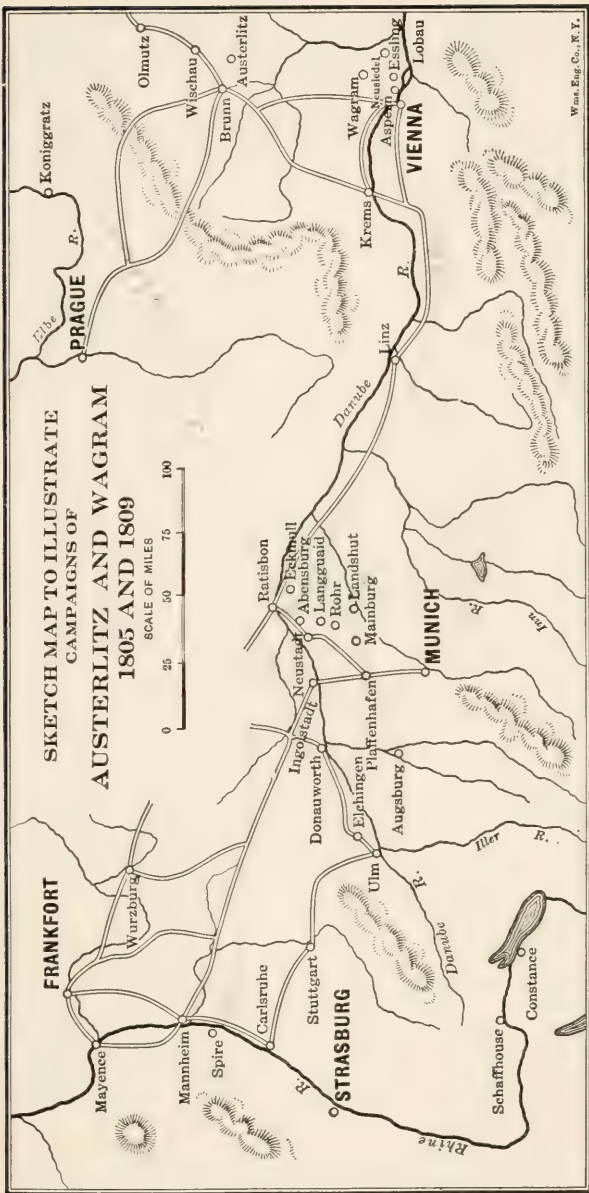 SKETCH MAP TO ILLUSTRATE
CAMPAIGNS OF
AUSTERLITZ AND WAGRAM
1805 AND 1809
SCALE OF MILES
0 25 50 75 100
FRANKFORT
Mayence
Wurzburg
Mannheim
Spire
Carlsruhe
Stuttgart
STRASBURG
R.
Rhine
Schaffhouse
Constance
Danube
R.
Ulm
Elchingen
Iller
R.
Donauworth
Augsburg
Ingolstadt
Neustadt
Plaffenhafen
MUNICH
Ratisbon
Eckmull
Abensburg
Langguaid
Rohr
Landshut
Mainburg
Inn
R.
Danube
R.
Linz
Elbe
R.
PRAGUE
Koniggratz
Krems
Olmutz
Wischau
Austerlitz
Brunn
Wagram
Neusiedel
Aspern
Essling
Lobau
VIENNA
Wms. Eng. Co., N.Y.